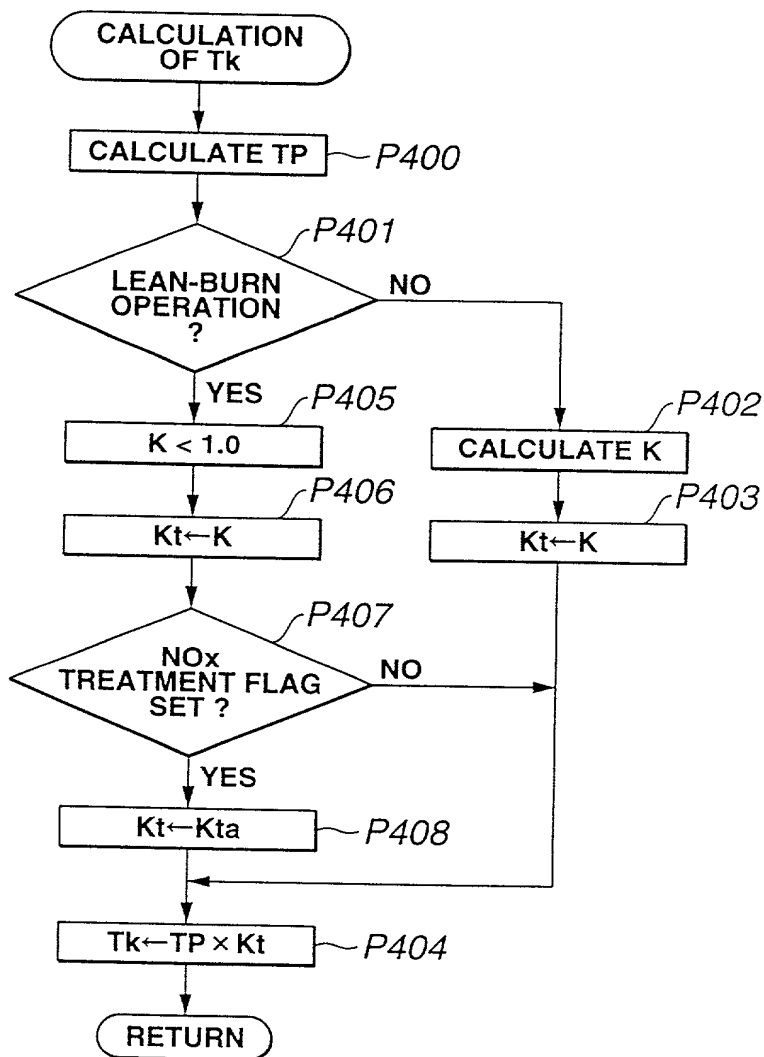 CALCULATION
OF Tk
CALCULATE TP
P400
P401
LEAN-BURN
OPERATION
?
NO
YES
P405
K < 1.0
P402
CALCULATE K
P406
Kt←K
P403
Kt←K
P407
NOx
TREATMENT FLAG
SET ?
NO
YES
Kt←Kta
P408
Tk←TP × Kt
P404
RETURN